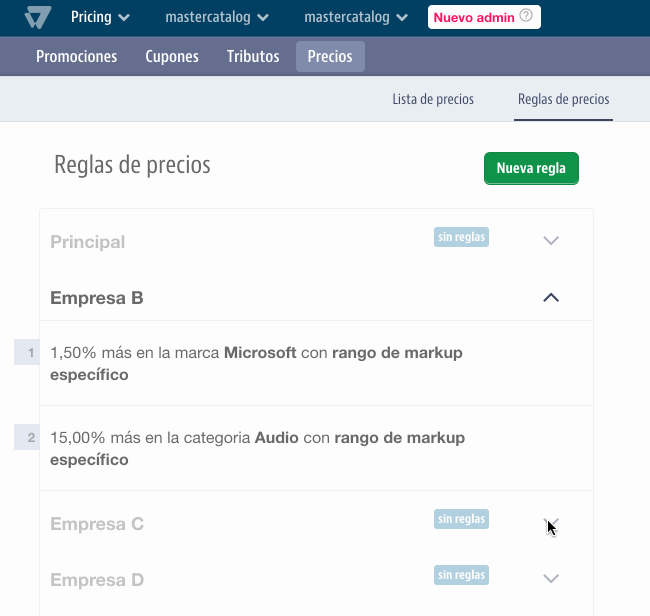 Pricing mastercatalog mastercatalog Nuevo admin ?
Promociones Cupones Tributos Precios
Lista de precios Reglas de precios
Reglas de precios Nueva regla
Principal sin reglas
Empresa B
1 1,50% más en la marca Microsoft con rango de markup
específico
2 15,00% más en la categoria Audio con rango de markup
específico
Empresa C sin reglas
Empresa D sin reglas